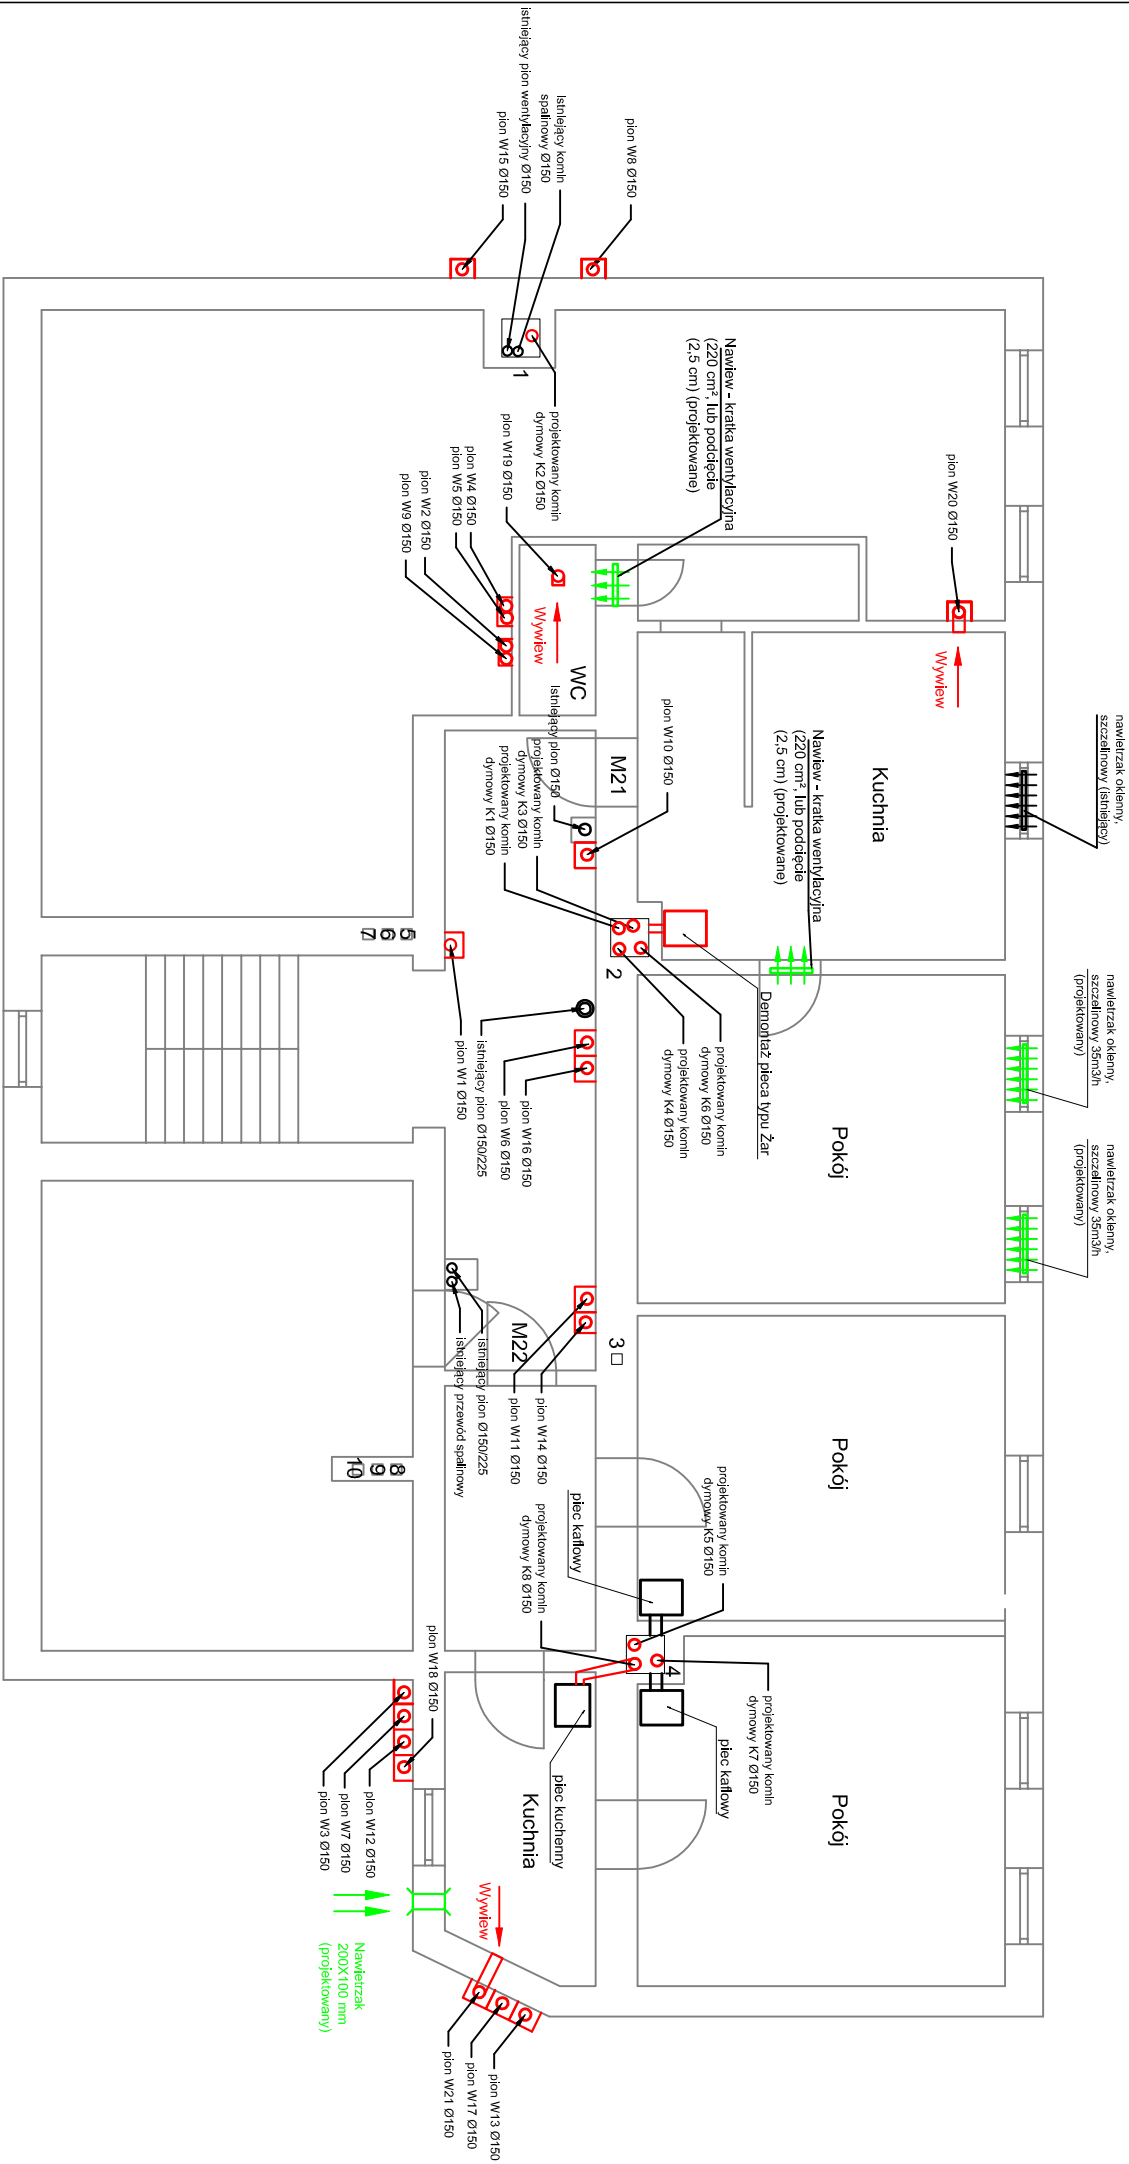 nawietrzak okienny,
szczelinowy (istniejący)
nawietrzak okienny,
szczelinowy 35m3/h
(projektowany)
nawietrzak okienny,
szczelinowy 35m3/h
(projektowany)
pion W20 Ø150
Wywiew
Kuchnia
Pokój
Pokój
Pokój
Nawiew - kratka wentylacyjna
(220 cm², lub podcięcie
(2,5 cm) (projektowane)
Nawiew - kratka wentylacyjna
(220 cm², lub podcięcie
(2,5 cm) (projektowane)
Demontaż pieca typu Żar
projektowany komin
dymowy K6 Ø150
projektowany komin
dymowy K4 Ø150
projektowany komin
dymowy K5 Ø150
projektowany komin
dymowy K7 Ø150
piec kaflowy
pion W8 Ø150
pion W10 Ø150
M21
2
3
4
piec kaflowy
WC
Istniejący komin
spalinowy Ø150
istniejący pion wentylacyjny Ø150
pion W15 Ø150
1
projektowany komin
dymowy K2 Ø150
pion W19 Ø150
Wywiew
pion W4 Ø150
pion W5 Ø150
pion W2 Ø150
pion W9 Ø150
Istniejący pion Ø150
projektowany komin
dymowy K3 Ø150
projektowany komin
dymowy K1 Ø150
pion W16 Ø150
pion W6 Ø150
istniejący pion Ø150/225
pion W1 Ø150
M22
pion W14 Ø150
pion W11 Ø150
istniejący pion Ø150/225
istniejący przewód spalinowy
projektowany komin
dymowy K8 Ø150
piec kuchenny
Kuchnia
Wywiew
5
6
7
8
9
10
pion W18 Ø150
pion W12 Ø150
pion W7 Ø150
pion W3 Ø150
Nawietrzak
200X100 mm
(projektowany)
pion W13 Ø150
pion W17 Ø150
pion W21 Ø150